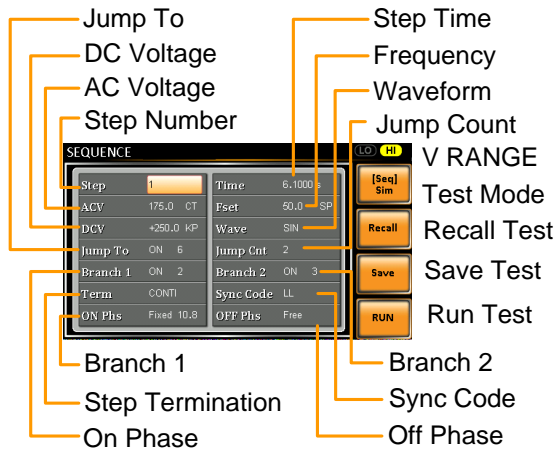 Jump To
DC Voltage
AC Voltage
Step Number
Step Time
Frequency
Waveform
Jump Count
V RANGE
Test Mode
Recall Test
Save Test
Run Test
SEQUENCE
LO HI
Step 1 Time 6.1000 s
ACV 175.0 CT Fset 50.0 SP
DCV +250.0 KP Wave SIN
Jump To ON 6 Jump Cnt 2
Branch 1 ON 2 Branch 2 ON 3
Term CONTI Sync Code LL
ON Phs Fixed 10.8 OFF Phs Free
[Seq]
Sim
Recall
Save
RUN
Branch 1
Step Termination
On Phase
Branch 2
Sync Code
Off Phase